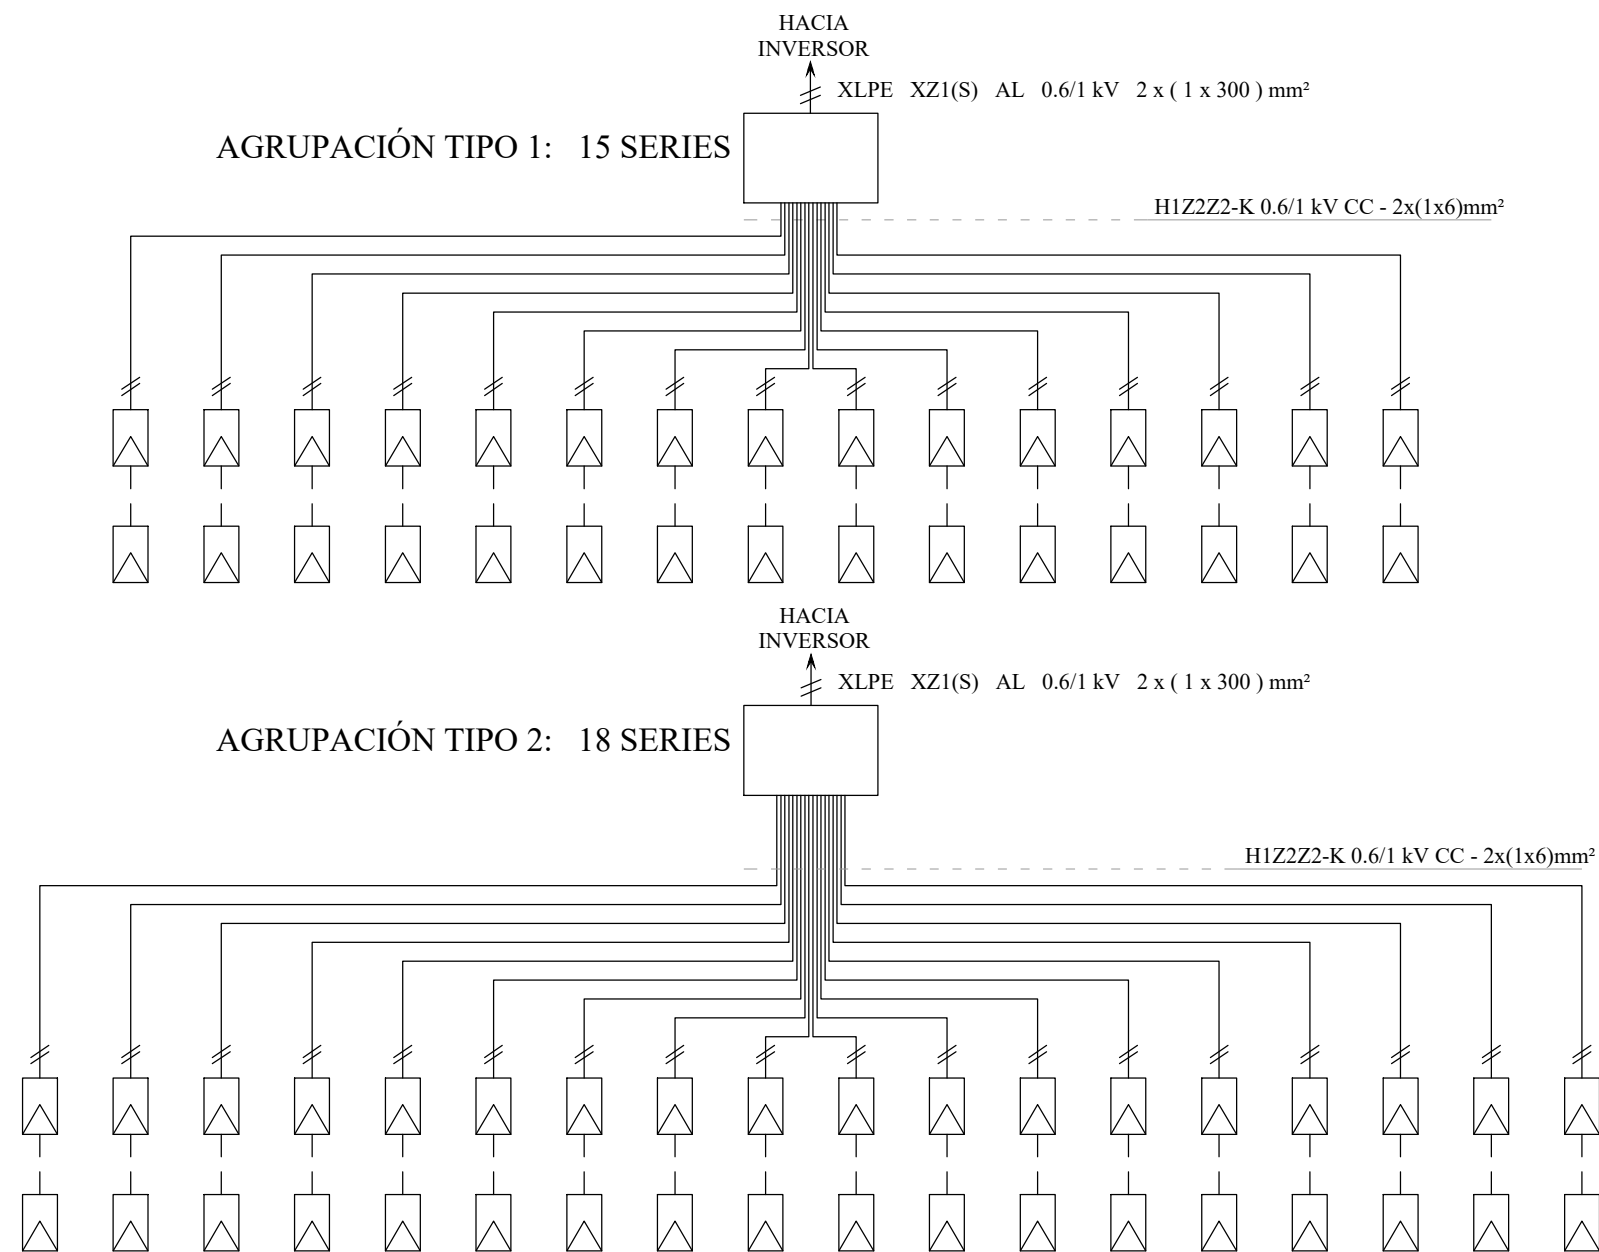 HACIA
INVERSOR
XLPE XZ1(S) AL 0.6/1 kV 2 x ( 1 x 300 ) mm²
AGRUPACIÓN TIPO 1: 15 SERIES
H1Z2Z2-K 0.6/1 kV CC - 2x(1x6)mm²
HACIA
INVERSOR
XLPE XZ1(S) AL 0.6/1 kV 2 x ( 1 x 300 ) mm²
AGRUPACIÓN TIPO 2: 18 SERIES
H1Z2Z2-K 0.6/1 kV CC - 2x(1x6)mm²